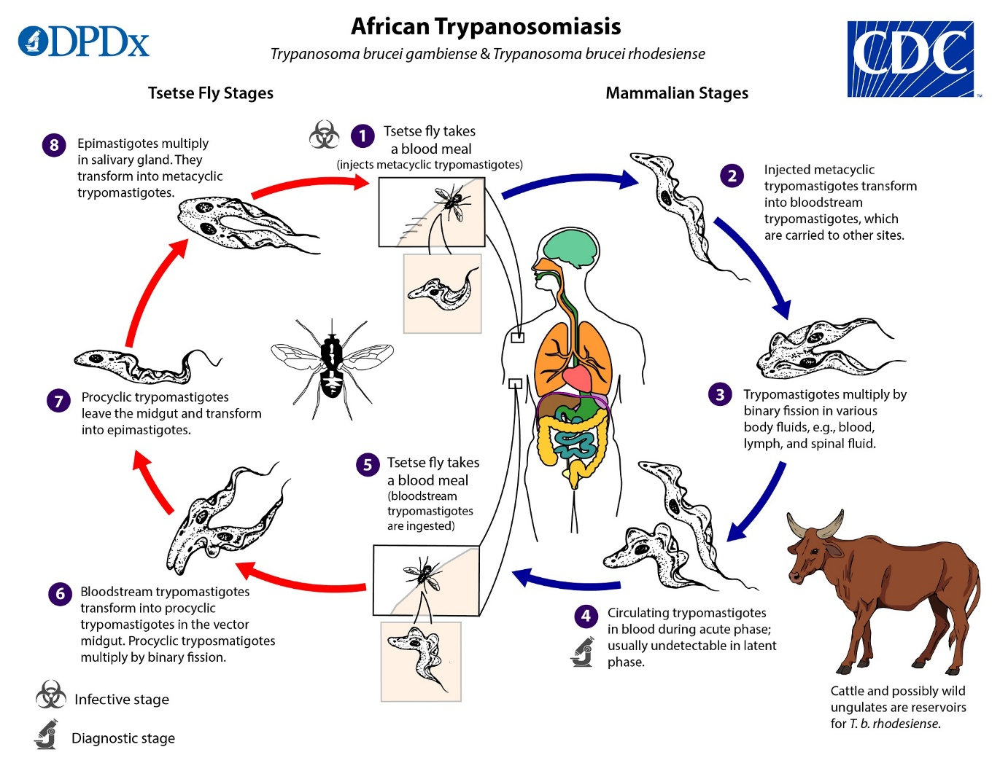 DPDx
African Trypanosomiasis
Trypanosoma brucei gambiense & Trypanosoma brucei rhodesiense
CDC
TM
Tsetse Fly Stages
Mammalian Stages
1
Tsetse fly takes
a blood meal
(injects metacyclic trypomastigotes)
2
Injected metacyclic
trypomastigotes transform
into bloodstream
trypomastigotes, which
are carried to other sites.
3
Trypomastigotes multiply by
binary fission in various
body fluids, e.g., blood,
lymph, and spinal fluid.
4
Circulating trypomastigotes
in blood during acute phase;
usually undetectable in latent
phase.
5
Tsetse fly takes
a blood meal
(bloodstream
trypomastigotes
are ingested)
6
Bloodstream trypomastigotes
transform into procyclic
trypomastigotes in the vector
midgut. Procyclic tryposmatigotes
multiply by binary fission.
7
Procyclic trypomastigotes
leave the midgut and transform
into epimastigotes.
8
Epimastigotes multiply
in salivary gland. They
transform into metacyclic
trypomastigotes.
Cattle and possibly wild
ungulates are reservoirs
for T. b. rhodesiense.
Infective stage
Diagnostic stage